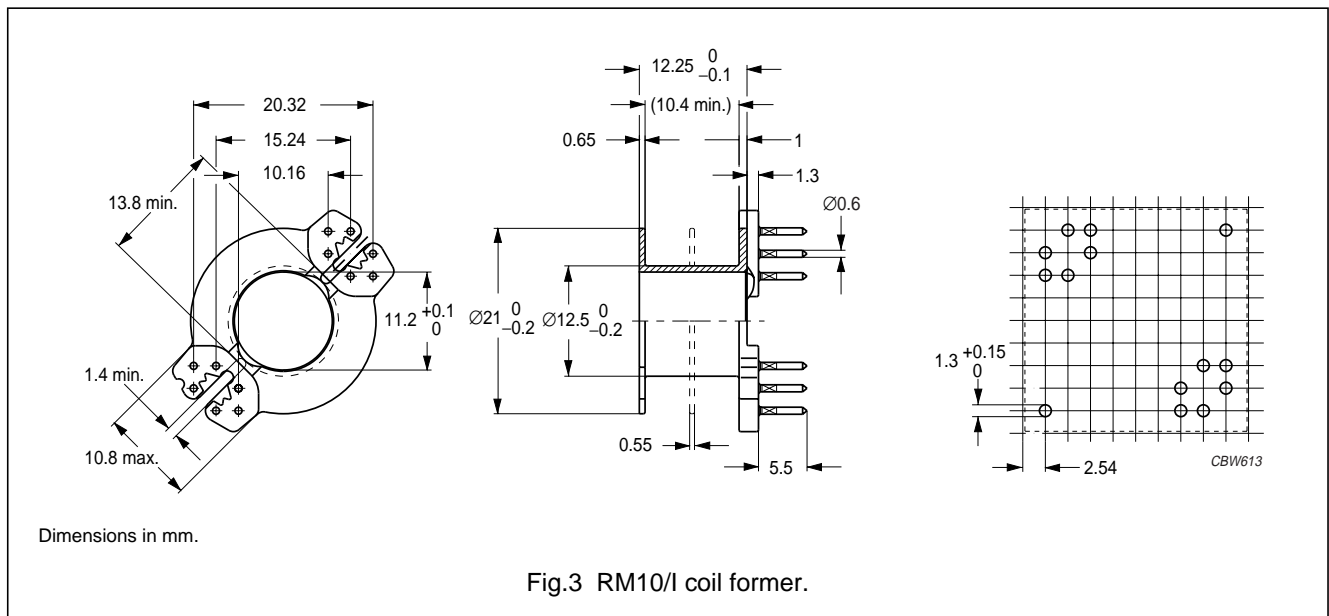 20.32
15.24
10.16
13.8 min.
11.2 +0.1 0
1.4 min.
10.8 max.
12.25 0 −0.1
(10.4 min.)
0.65
1
1.3
∅0.6
∅21 0 −0.2
∅12.5 0 −0.2
0.55
5.5
1.3 +0.15 0
2.54
CBW613
Dimensions in mm.
Fig.3 RM10/I coil former.